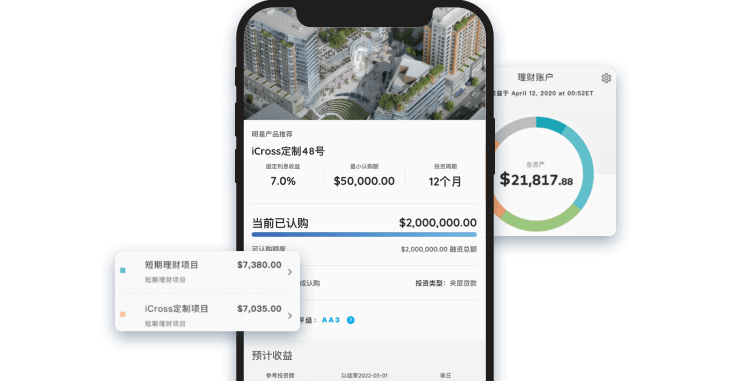 明星产品推荐
iCross定制48号
固定利息收益 最小认购额 投资周期
7.0% $50,000.00 12个月
当前已认购 $2,000,000.00
可认购额度 $2,000,000.00 融资总额
成认购 投资类型: 夹层贷款
评级: AA3 ?
预计收益
参考投资额 以结束2022-03-01 单日
短期理财项目 $7,380.00
短期理财项目
iCross定制项目 $7,035.00
短期理财项目
理财账户
收益于 April 12, 2020 at 00:52ET
总资产
$21,817.88